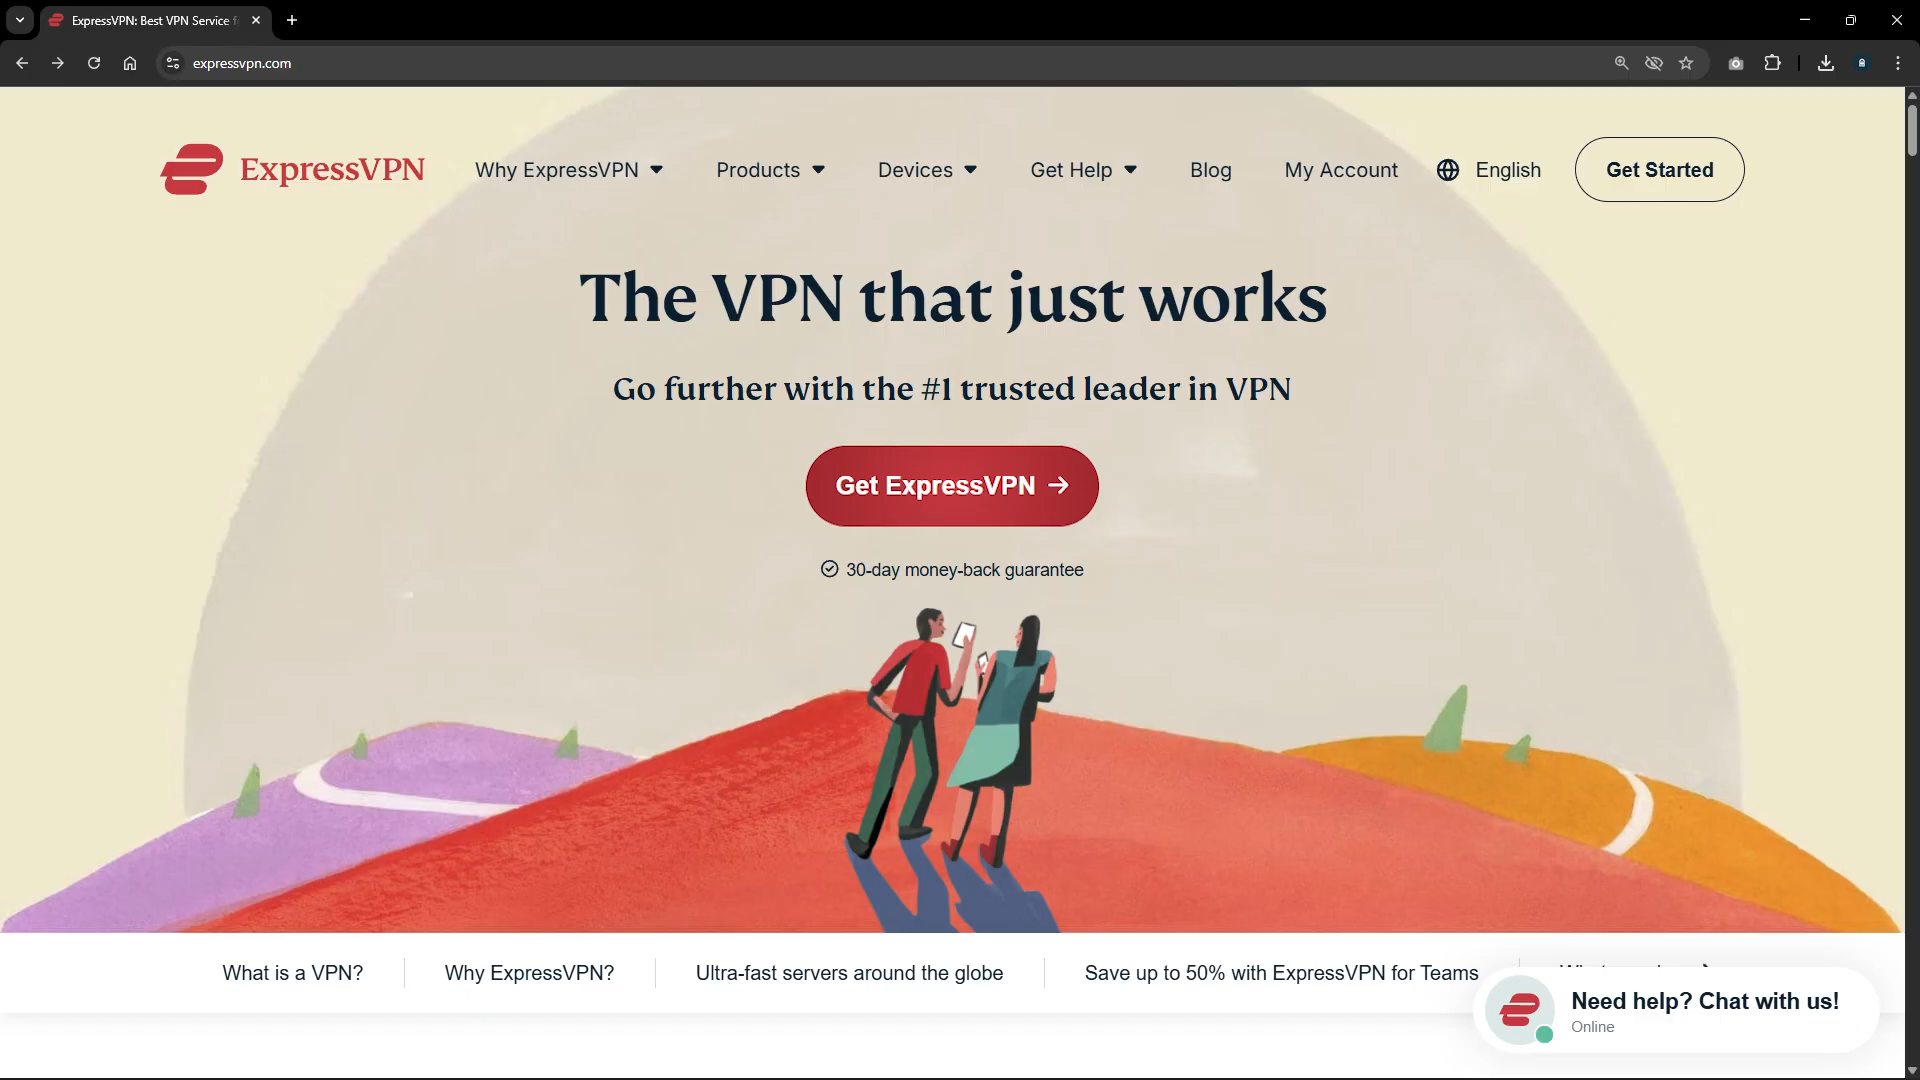 ExpressVPN: Best VPN Service f
expressvpn.com
ExpressVPN
Why ExpressVPN
Products
Devices
Get Help
Blog
My Account
English
Get Started
The VPN that just works
Go further with the #1 trusted leader in VPN
Get ExpressVPN
30-day money-back guarantee
What is a VPN?
Why ExpressVPN?
Ultra-fast servers around the globe
Save up to 50% with ExpressVPN for Teams
Need help? Chat with us!
Online